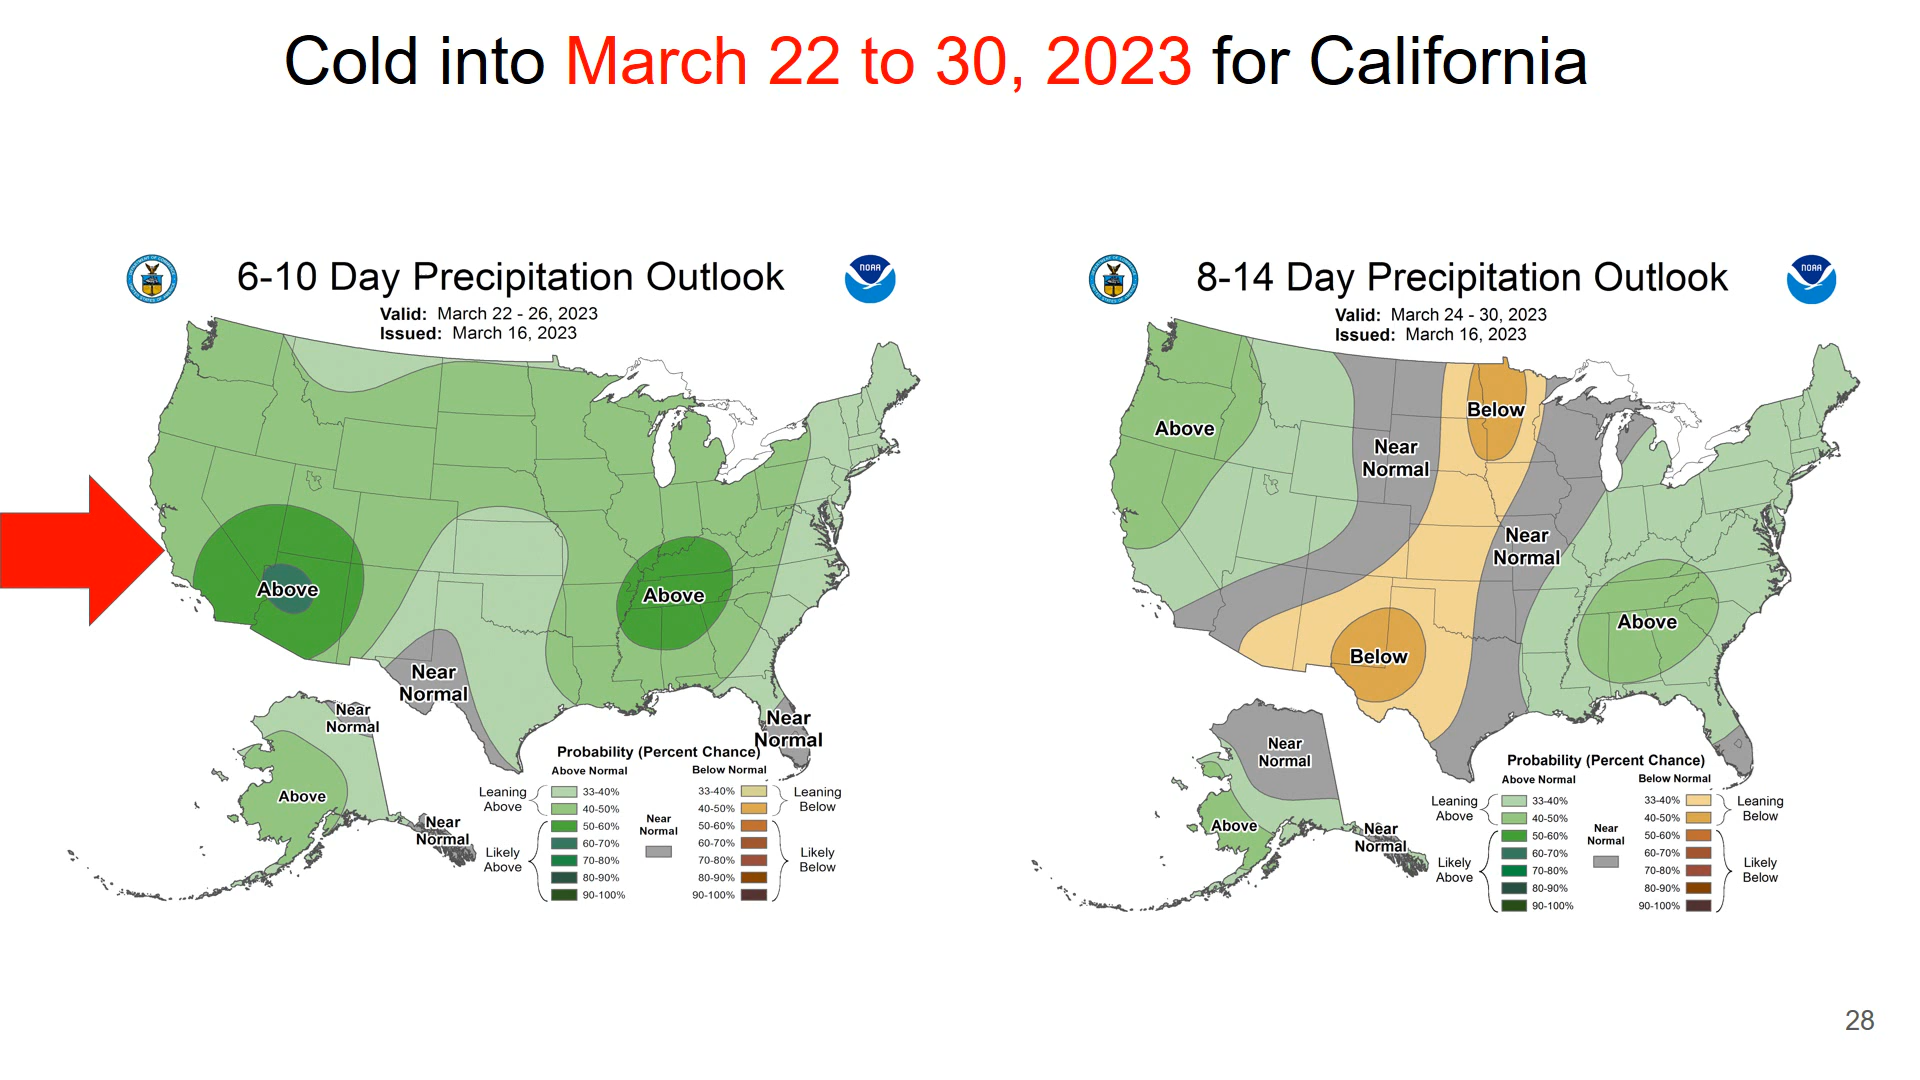 Cold into March 22 to 30, 2023 for California
6-10 Day Precipitation Outlook
Valid: March 22 - 26, 2023
Issued: March 16, 2023
NOAA
Above
Above
Near
Normal
Near
Normal
Near
Normal
Above
Near
Normal
Probability (Percent Chance)
Above Normal
Below Normal
Leaning
Above
33-40%
40-50%
Likely
Above
50-60%
60-70%
70-80%
80-90%
90-100%
Near
Normal
33-40%
40-50%
Leaning
Below
50-60%
60-70%
70-80%
80-90%
90-100%
Likely
Below
8-14 Day Precipitation Outlook
Valid: March 24 - 30, 2023
Issued: March 16, 2023
NOAA
Above
Near
Normal
Below
Near
Normal
Above
Below
Near
Normal
Above
Near
Normal
Probability (Percent Chance)
Above Normal
Below Normal
Leaning
Above
33-40%
40-50%
Likely
Above
50-60%
60-70%
70-80%
80-90%
90-100%
Near
Normal
33-40%
40-50%
Leaning
Below
50-60%
60-70%
70-80%
80-90%
90-100%
Likely
Below
28